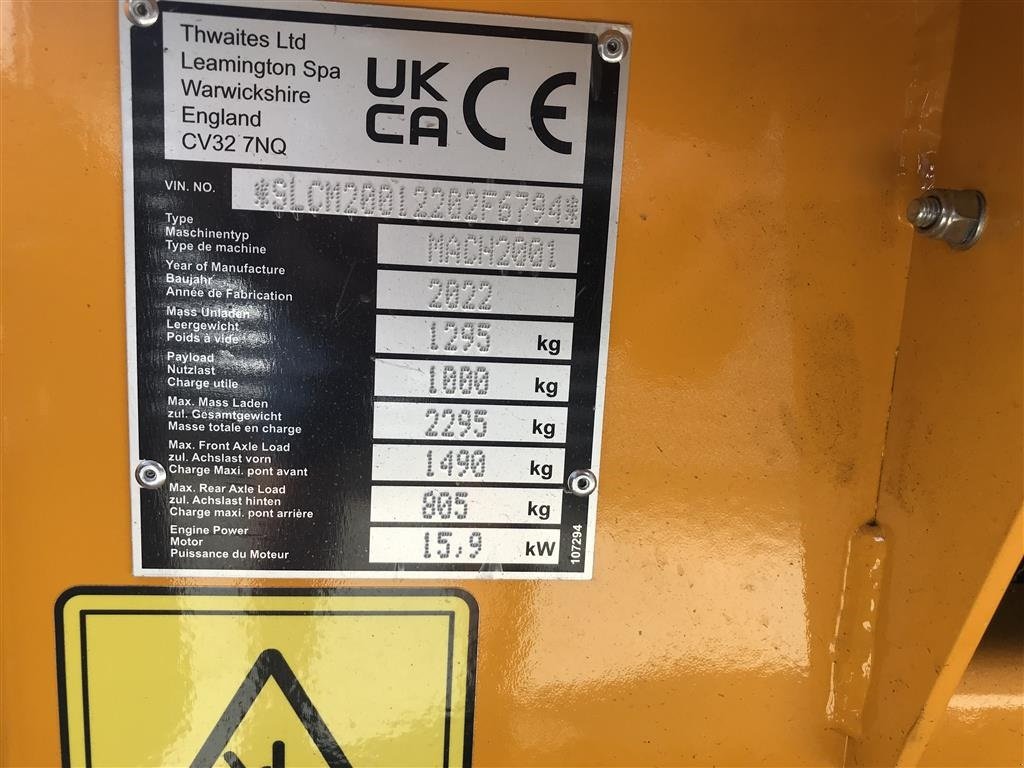 Thwaites Ltd
Leamington Spa
Warwickshire
England
CV32 7NQ
UK
CA
CE
VIN. NO. *SLCM20012202F6794*
Type
Maschinentyp
Type de machine
MACH2001
Year of Manufacture
Baujahr
Année de Fabrication
2022
Mass Unladen
Leergewicht
Poids à vide
1295 kg
Payload
Nutzlast
Charge utile
1000 kg
Max. Mass Laden
zul. Gesamtgewicht
Masse totale en charge
2295 kg
Max. Front Axle Load
zul. Achslast vorn
Charge Maxi. pont avant
1490 kg
Max. Rear Axle Load
zul. Achslast hinten
Charge maxi. pont arrière
805 kg
Engine Power
Motor
Puissance du Moteur
15.9 kW
107294